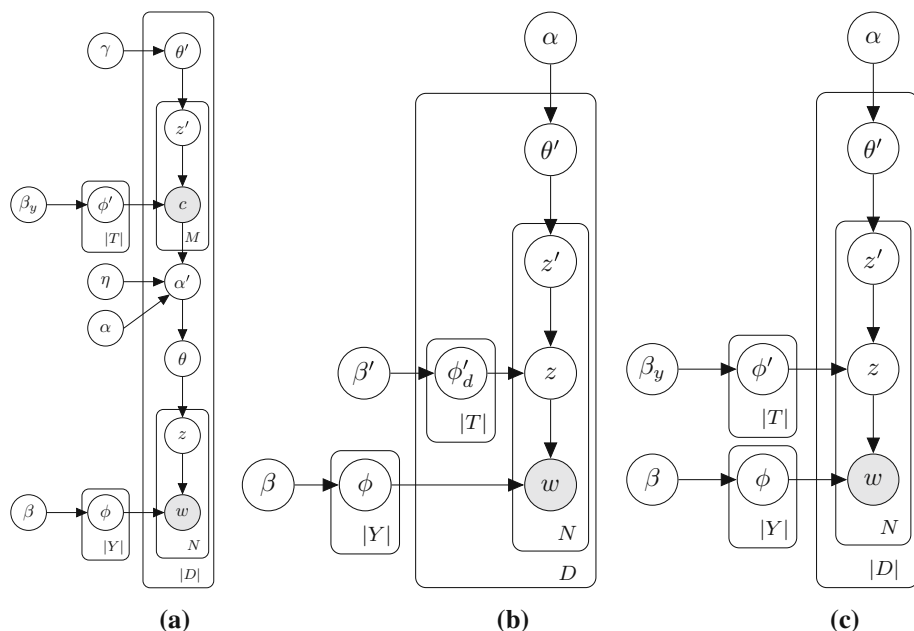 γ
θ′
z′
β_y
ϕ′
c
|T|
M
η
α′
α
θ
z
β
ϕ
w
|Y|
N
|D|
(a)
α
θ′
z′
β′
ϕ′_d
z
|T|
β
ϕ
w
|Y|
N
D
(b)
α
θ′
z′
β_y
ϕ′
z
|T|
β
ϕ
w
|Y|
N
|D|
(c)